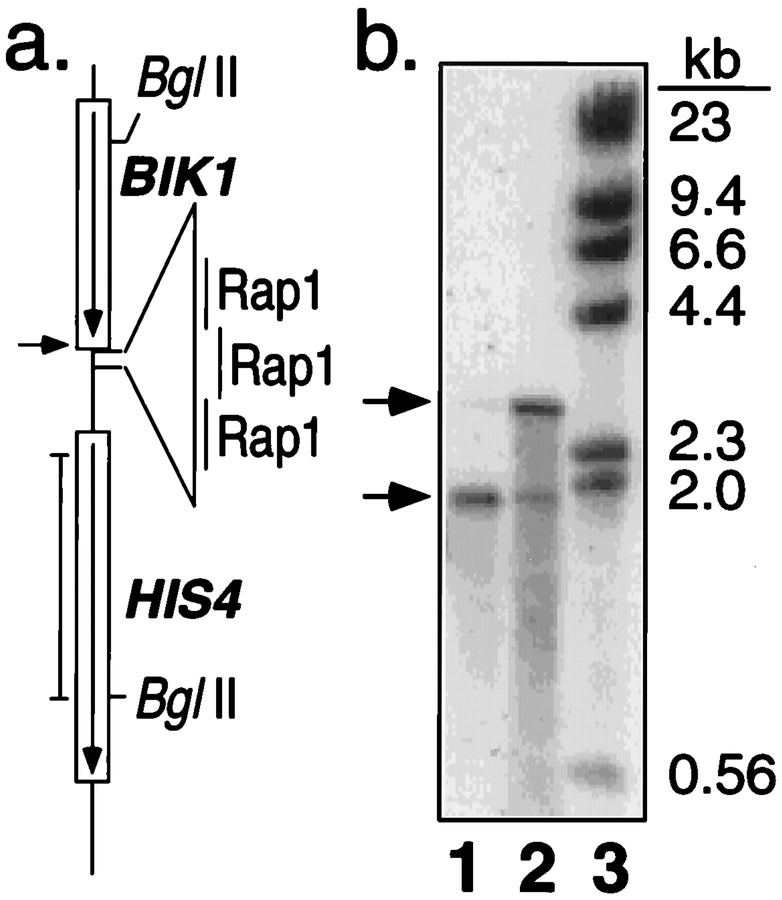 a.
Bgl II
BIK1
Rap1
Rap1
Rap1
HIS4
Bgl II
b.
kb
23
9.4
6.6
4.4
2.3
2.0
0.56
1 2 3